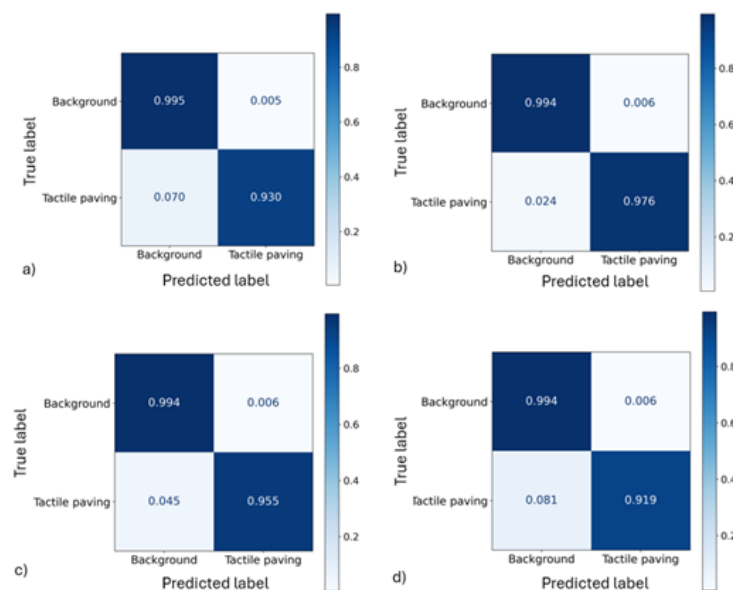 0.8
Background 0.995 0.005
0.6
True label
0.4
Tactile paving 0.070 0.930
0.2
Background Tactile paving
a) Predicted label
0.8
Background 0.994 0.006
0.6
True label
0.4
Tactile paving 0.024 0.976
0.2
Background Tactile paving
b) Predicted label
0.8
Background 0.994 0.006
0.6
True label
0.4
Tactile paving 0.045 0.955
0.2
Background Tactile paving
c) Predicted label
0.8
Background 0.994 0.006
0.6
True label
0.4
Tactile paving 0.081 0.919
0.2
Background Tactile paving
d) Predicted label